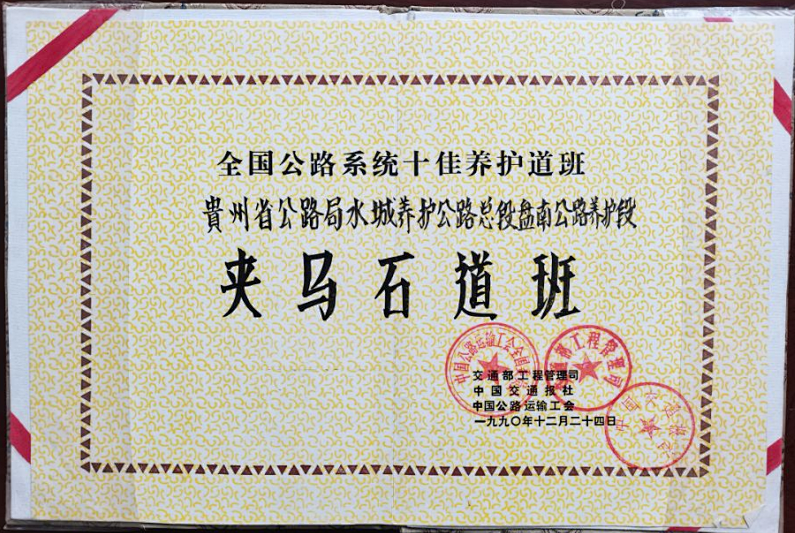 全国公路系统十佳养护道班
貴州省公路局水城养护公路总段盘南公路养护段
夹马石道班
交通部工程管理司
中国交通报社
中国公路运输工会
一九九〇年十二月二十四日